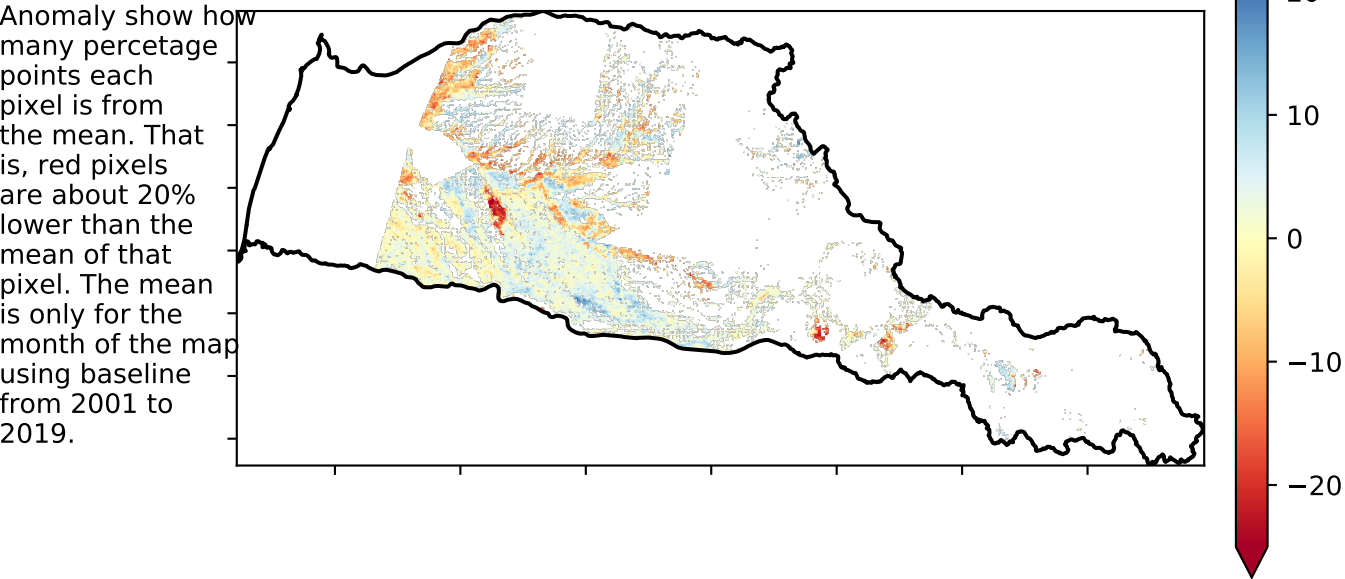 Anomaly show how
many percetage
points each
pixel is from
the mean. That
is, red pixels
are about 20%
lower than the
mean of that
pixel. The mean
is only for the
month of the map
using baseline
from 2001 to
2019.
10
0
−10
−20